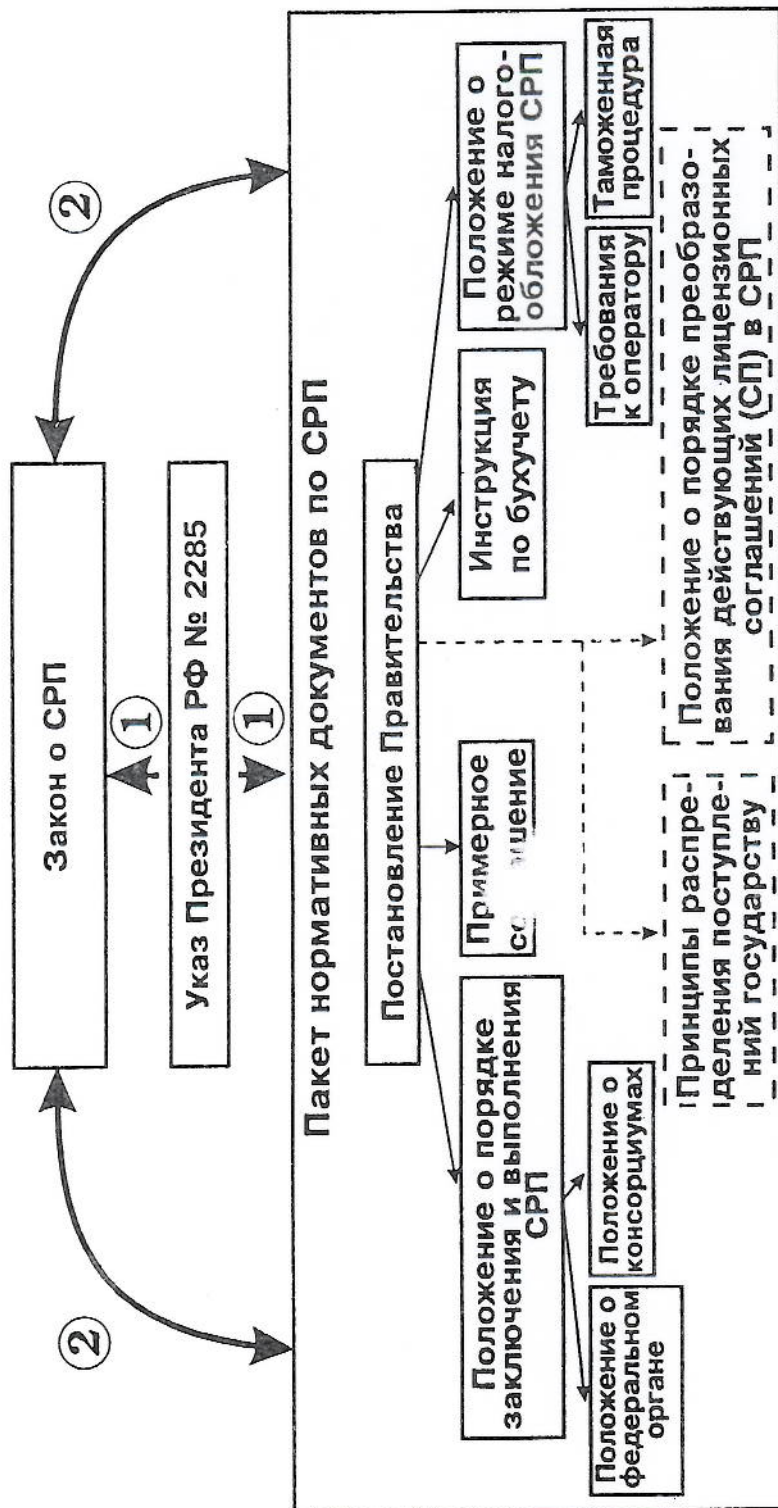 ②
②
Закон о СРП
①
Указ Президента РФ № 2285
①
Пакет нормативных документов по СРП
Постановление Правительства
Положение о порядке
заключения и выполнения
СРП
Примерное
Инструкция
по бухучету
Положение о
режиме налого-
обложения СРП
Положение о
федеральном
органе
Положение о
консорциумах
Требования
к оператору
Таможенная
процедура
Принципы распре-
деления поступле-
ний государству
Положение о порядке преобразо-
вания действующих лицензионных
соглашений (СП) в СРП